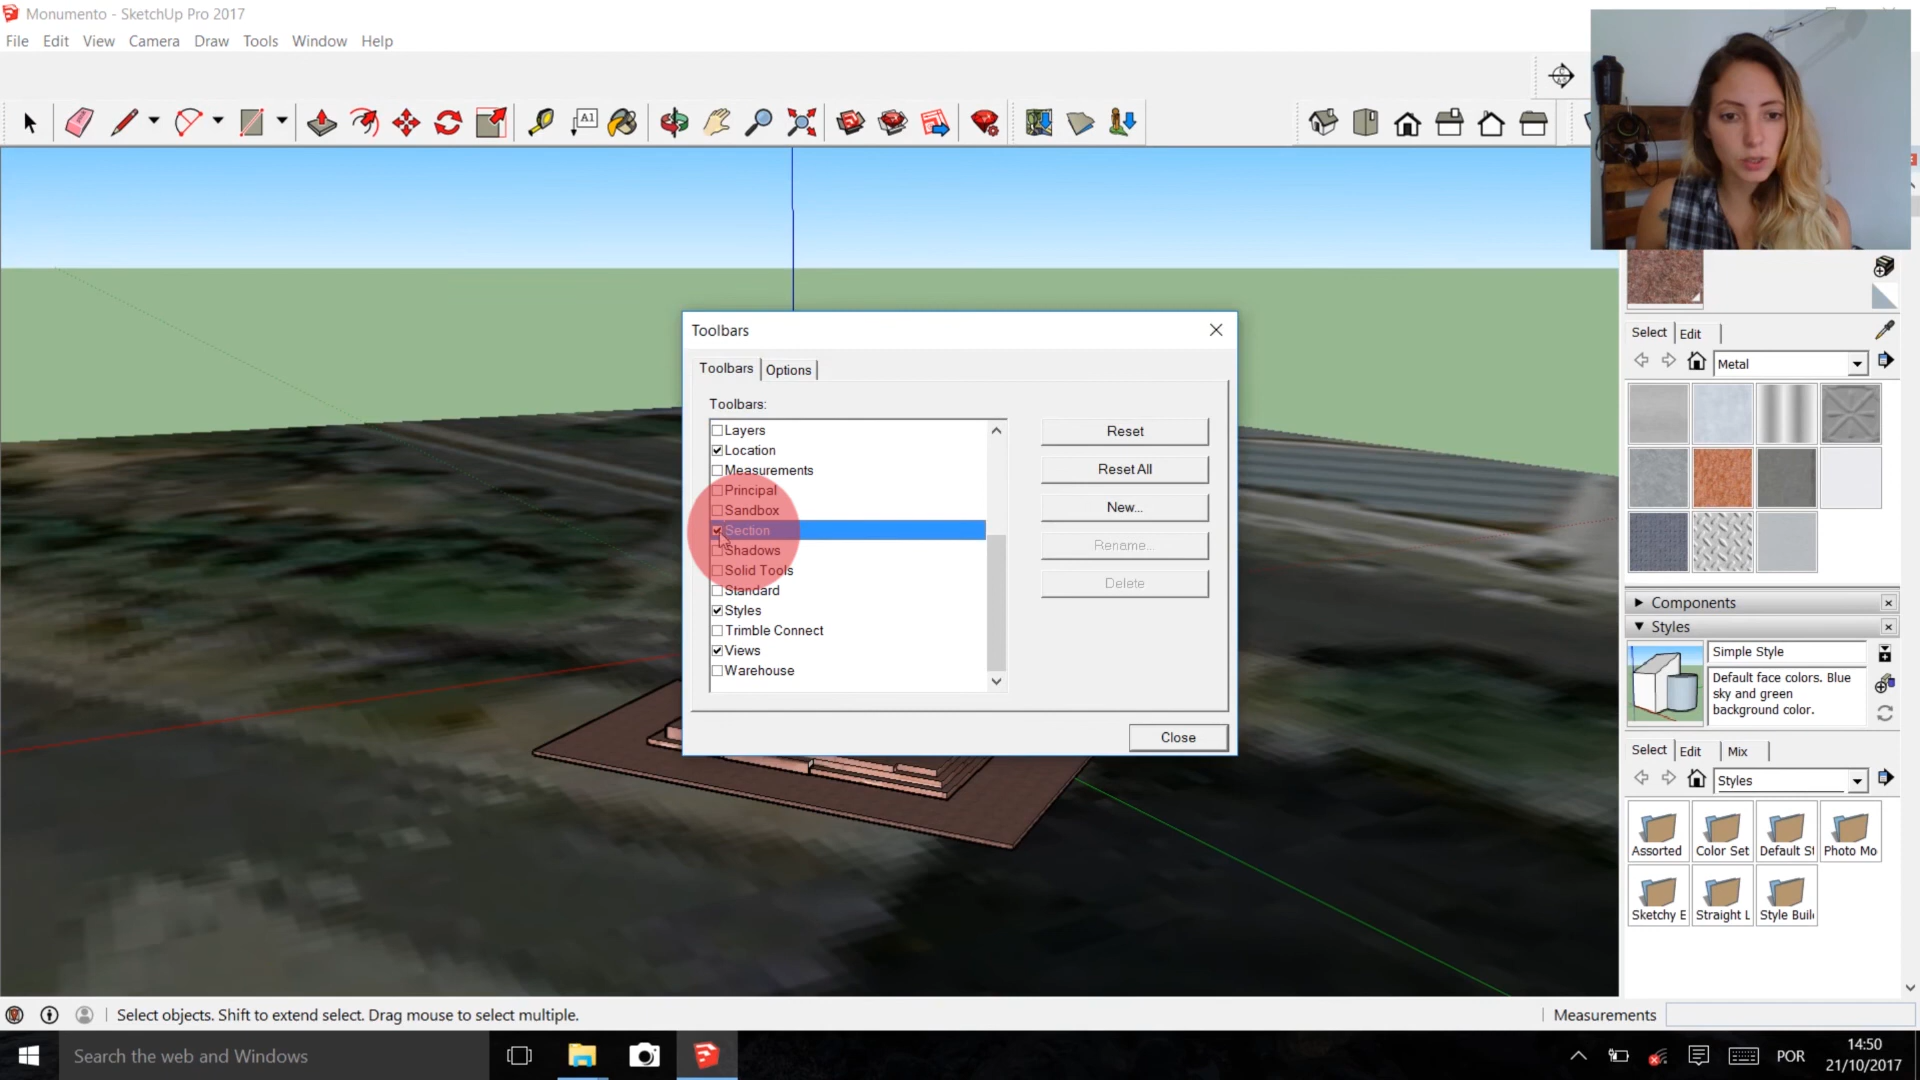 Monumento - SketchUp Pro 2017
File Edit View Camera Draw Tools Window Help
A1
Toolbars
Toolbars Options
Toolbars:
Layers
Location
Measurements
Principal
Sandbox
Section
Shadows
Solid Tools
Standard
Styles
Trimble Connect
Views
Warehouse
Reset
Reset All
New...
Rename...
Delete
Close
Select Edit
Metal
Components
Styles
Simple Style
Default face colors. Blue
sky and green
background color.
Select Edit Mix
Styles
Assorted Color Set Default St Photo Mo
Sketchy E Straight L Style Buil
Select objects. Shift to extend select. Drag mouse to select multiple.
Measurements
Search the web and Windows
POR
14:50
21/10/2017